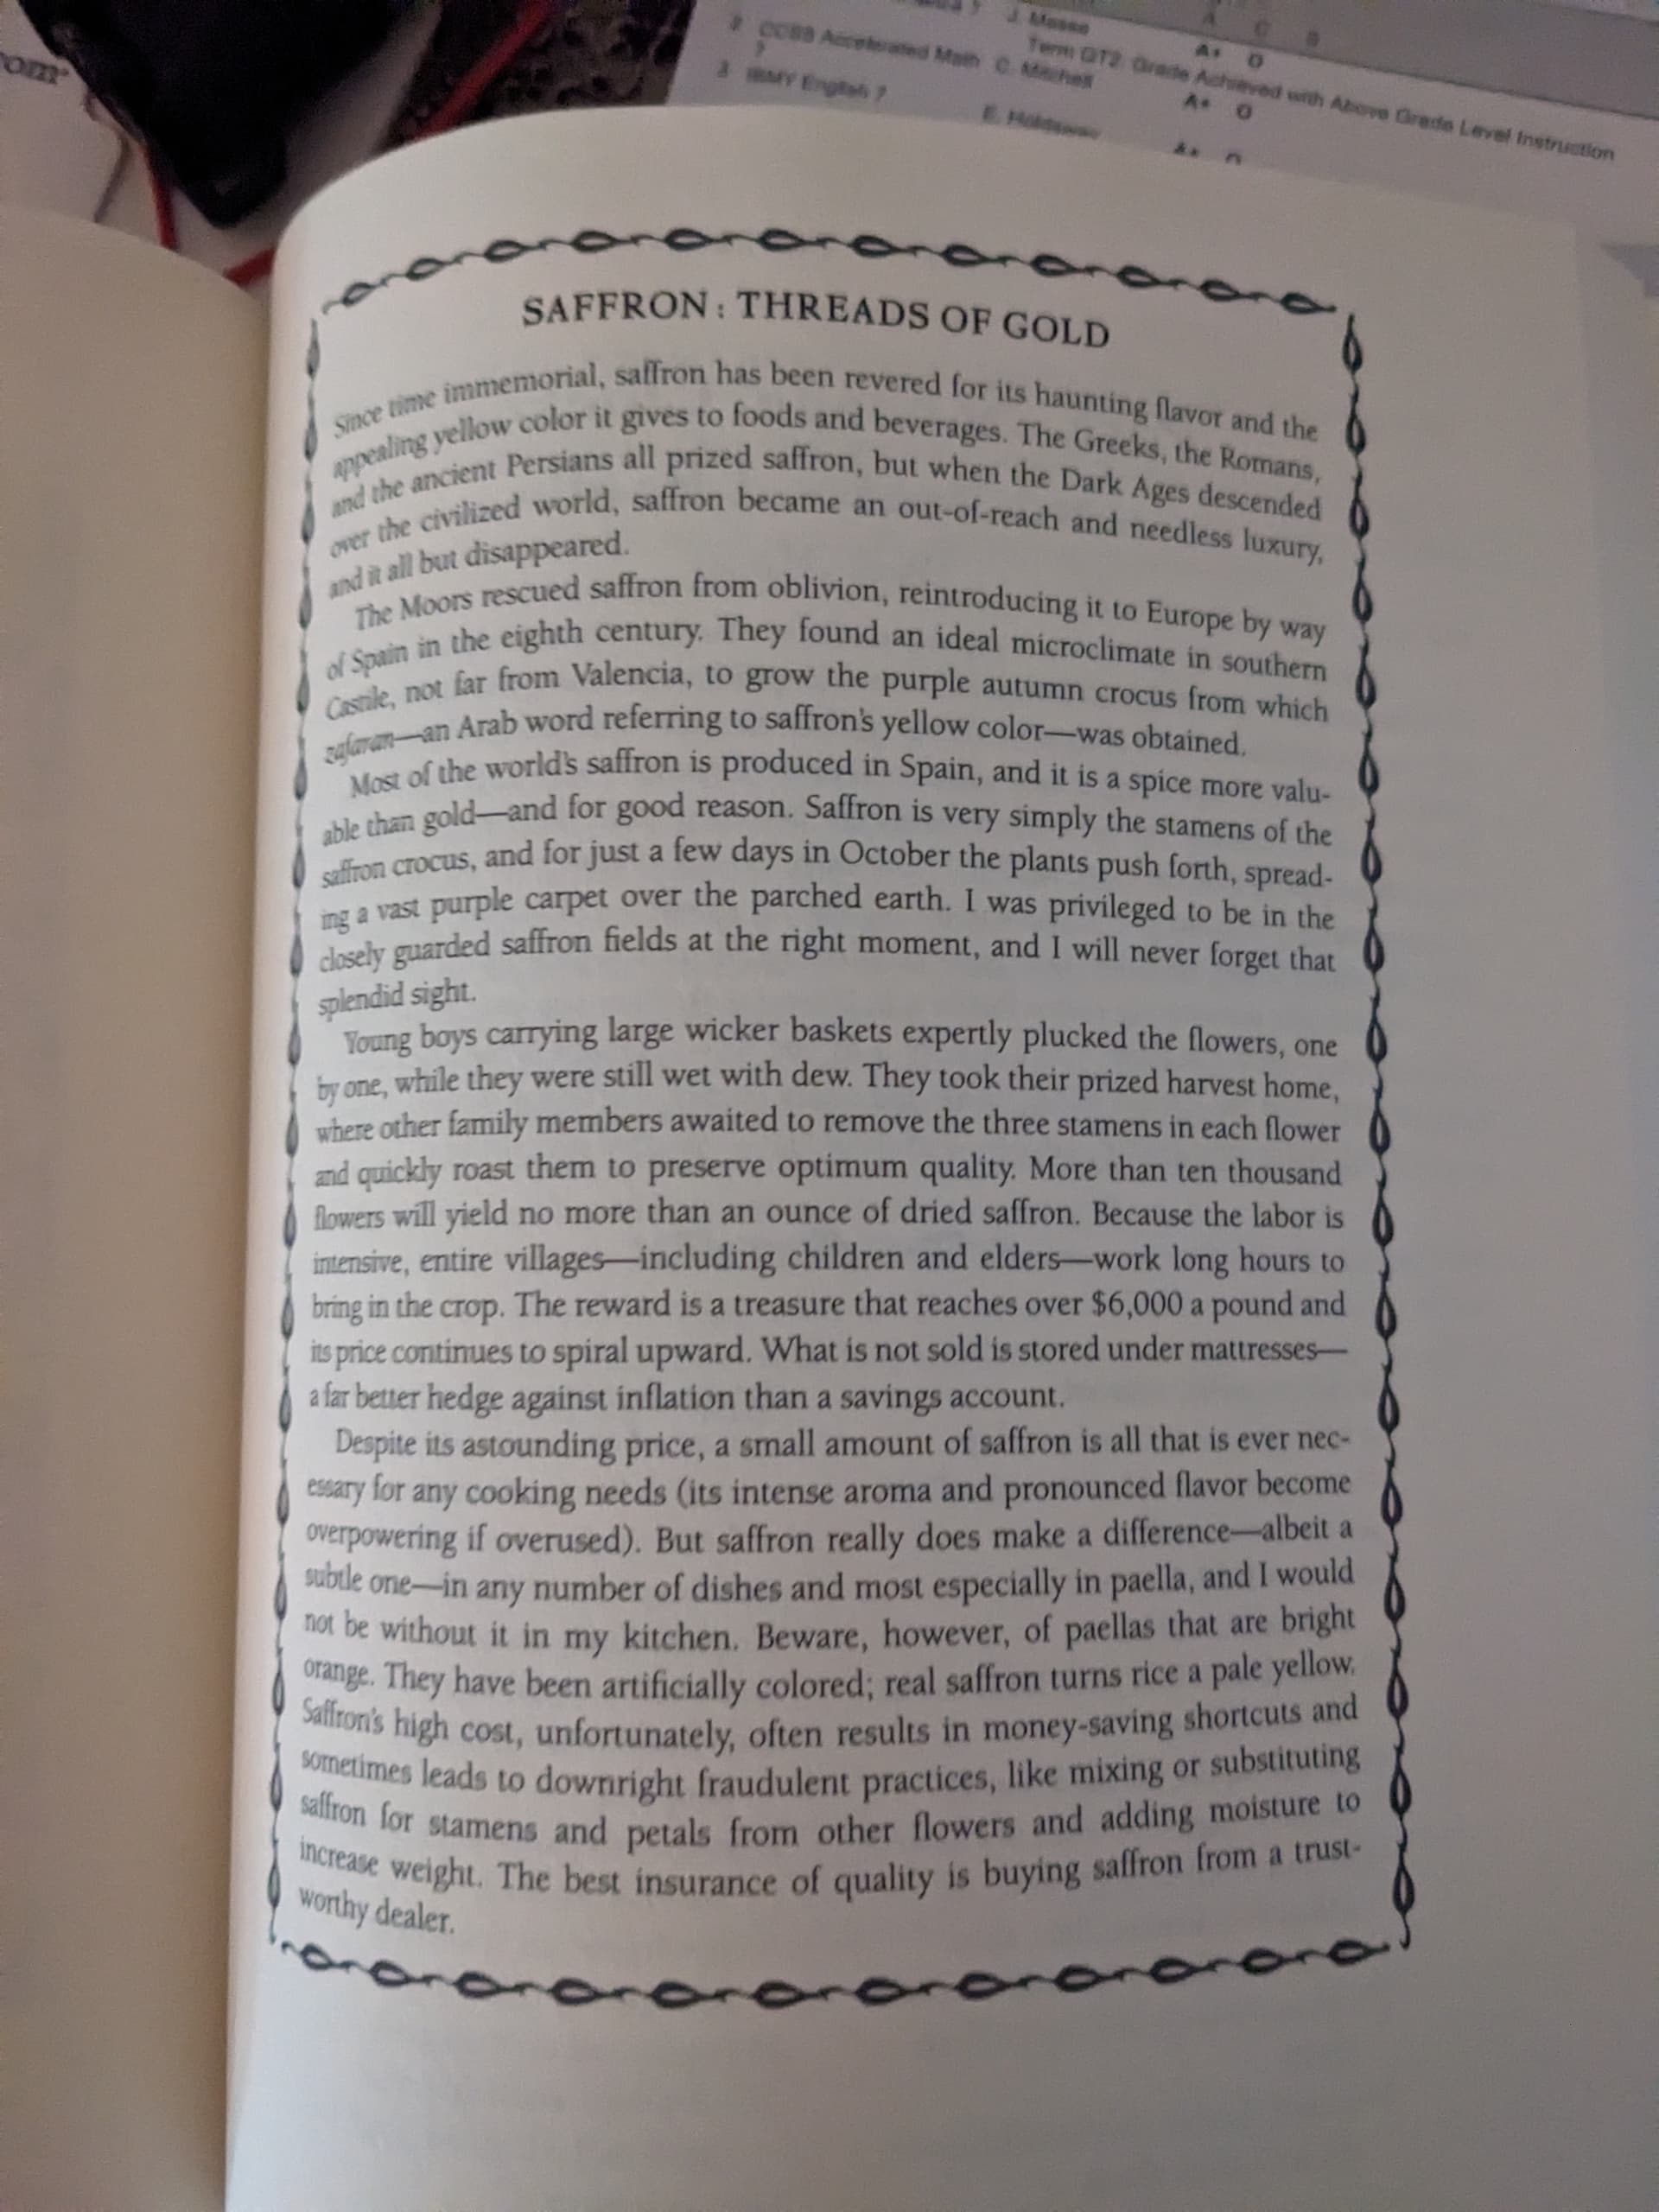 J. Masso
A+ O
Term QT2: Grade Achieved with Above Grade Level Instruction
2 CCSS Accelerated Math C. Mitchell
7
A+ O
3 IBMY English 7
E.
A+
SAFFRON: THREADS OF GOLD
Since time immemorial, saffron has been revered for its haunting flavor and the
appealing yellow color it gives to foods and beverages. The Greeks, the Romans,
and the ancient Persians all prized saffron, but when the Dark Ages descended
over the civilized world, saffron became an out-of-reach and needless luxury,
and it all but disappeared.
The Moors rescued saffron from oblivion, reintroducing it to Europe by way
of Spain in the eighth century. They found an ideal microclimate in southern
Castile, not far from Valencia, to grow the purple autumn crocus from which
zafaran—an Arab word referring to saffron's yellow color—was obtained.
Most of the world's saffron is produced in Spain, and it is a spice more valu-
able than gold—and for good reason. Saffron is very simply the stamens of the
saffron crocus, and for just a few days in October the plants push forth, spread-
ing a vast purple carpet over the parched earth. I was privileged to be in the
closely guarded saffron fields at the right moment, and I will never forget that
splendid sight.
Young boys carrying large wicker baskets expertly plucked the flowers, one
by one, while they were still wet with dew. They took their prized harvest home,
where other family members awaited to remove the three stamens in each flower
and quickly roast them to preserve optimum quality. More than ten thousand
flowers will yield no more than an ounce of dried saffron. Because the labor is
intensive, entire villages—including children and elders—work long hours to
bring in the crop. The reward is a treasure that reaches over $6,000 a pound and
its price continues to spiral upward. What is not sold is stored under mattresses—
a far better hedge against inflation than a savings account.
Despite its astounding price, a small amount of saffron is all that is ever nec-
essary for any cooking needs (its intense aroma and pronounced flavor become
overpowering if overused). But saffron really does make a difference—albeit a
subtle one—in any number of dishes and most especially in paella, and I would
not be without it in my kitchen. Beware, however, of paellas that are bright
orange. They have been artificially colored; real saffron turns rice a pale yellow.
Saffron's high cost, unfortunately, often results in money-saving shortcuts and
sometimes leads to downright fraudulent practices, like mixing or substituting
saffron for stamens and petals from other flowers and adding moisture to
increase weight. The best insurance of quality is buying saffron from a trust-
worthy dealer.